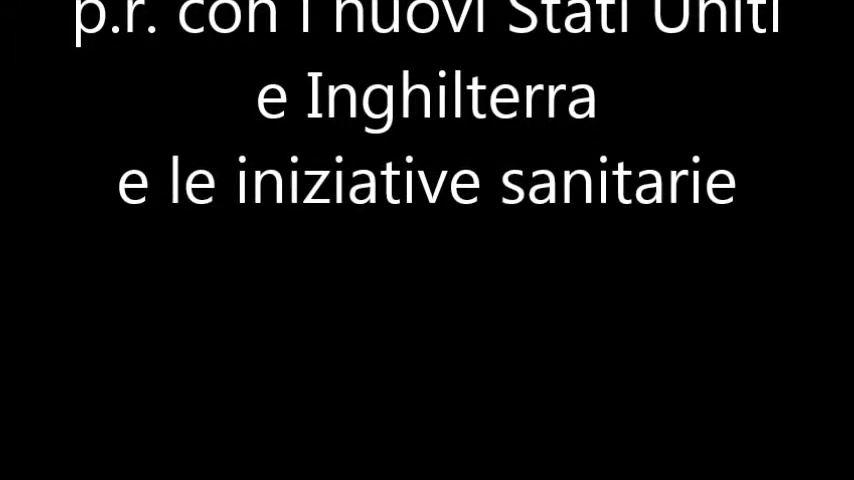 p.r. con i nuovi Stati Uniti
e Inghilterra
e le iniziative sanitarie